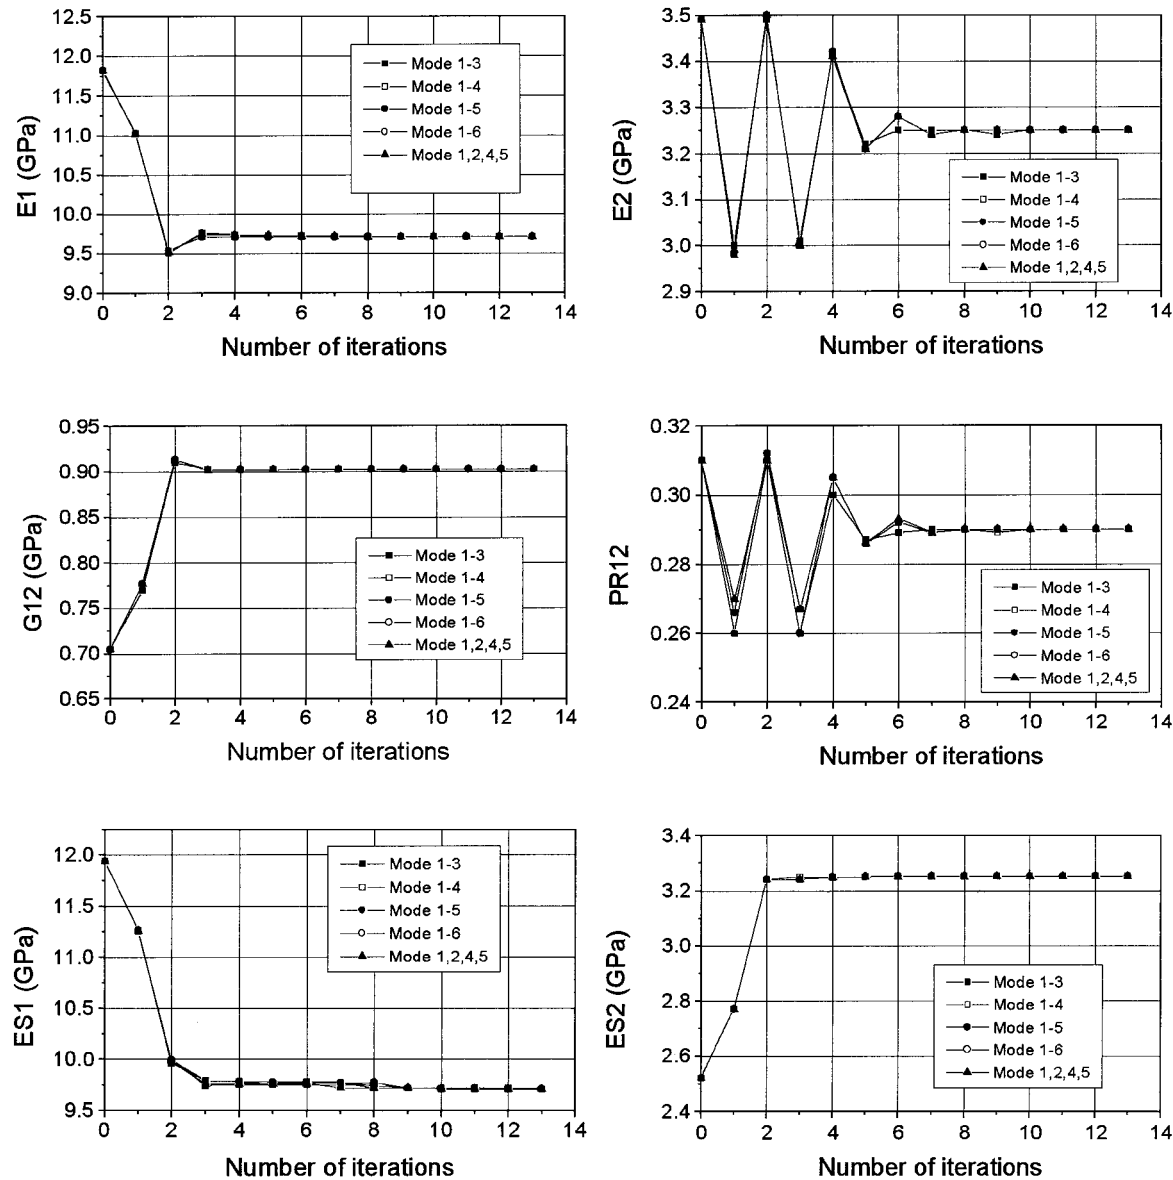 E1 (GPa)
12.5
12.0
11.5
11.0
10.5
10.0
9.5
9.0
0 2 4 6 8 10 12 14
Number of iterations
Mode 1-3
Mode 1-4
Mode 1-5
Mode 1-6
Mode 1,2,4,5
E2 (GPa)
3.5
3.4
3.3
3.2
3.1
3.0
2.9
0 2 4 6 8 10 12 14
Number of iterations
Mode 1-3
Mode 1-4
Mode 1-5
Mode 1-6
Mode 1,2,4,5
G12 (GPa)
0.95
0.90
0.85
0.80
0.75
0.70
0.65
0 2 4 6 8 10 12 14
Number of iterations
Mode 1-3
Mode 1-4
Mode 1-5
Mode 1-6
Mode 1,2,4,5
PR12
0.32
0.30
0.28
0.26
0.24
0 2 4 6 8 10 12 14
Number of iterations
Mode 1-3
Mode 1-4
Mode 1-5
Mode 1-6
Mode 1,2,4,5
ES1 (GPa)
12.0
11.5
11.0
10.5
10.0
9.5
0 2 4 6 8 10 12 14
Number of iterations
Mode 1-3
Mode 1-4
Mode 1-5
Mode 1-6
Mode 1,2,4,5
ES2 (GPa)
3.4
3.2
3.0
2.8
2.6
2.4
0 2 4 6 8 10 12 14
Number of iterations
Mode 1-3
Mode 1-4
Mode 1-5
Mode 1-6
Mode 1,2,4,5